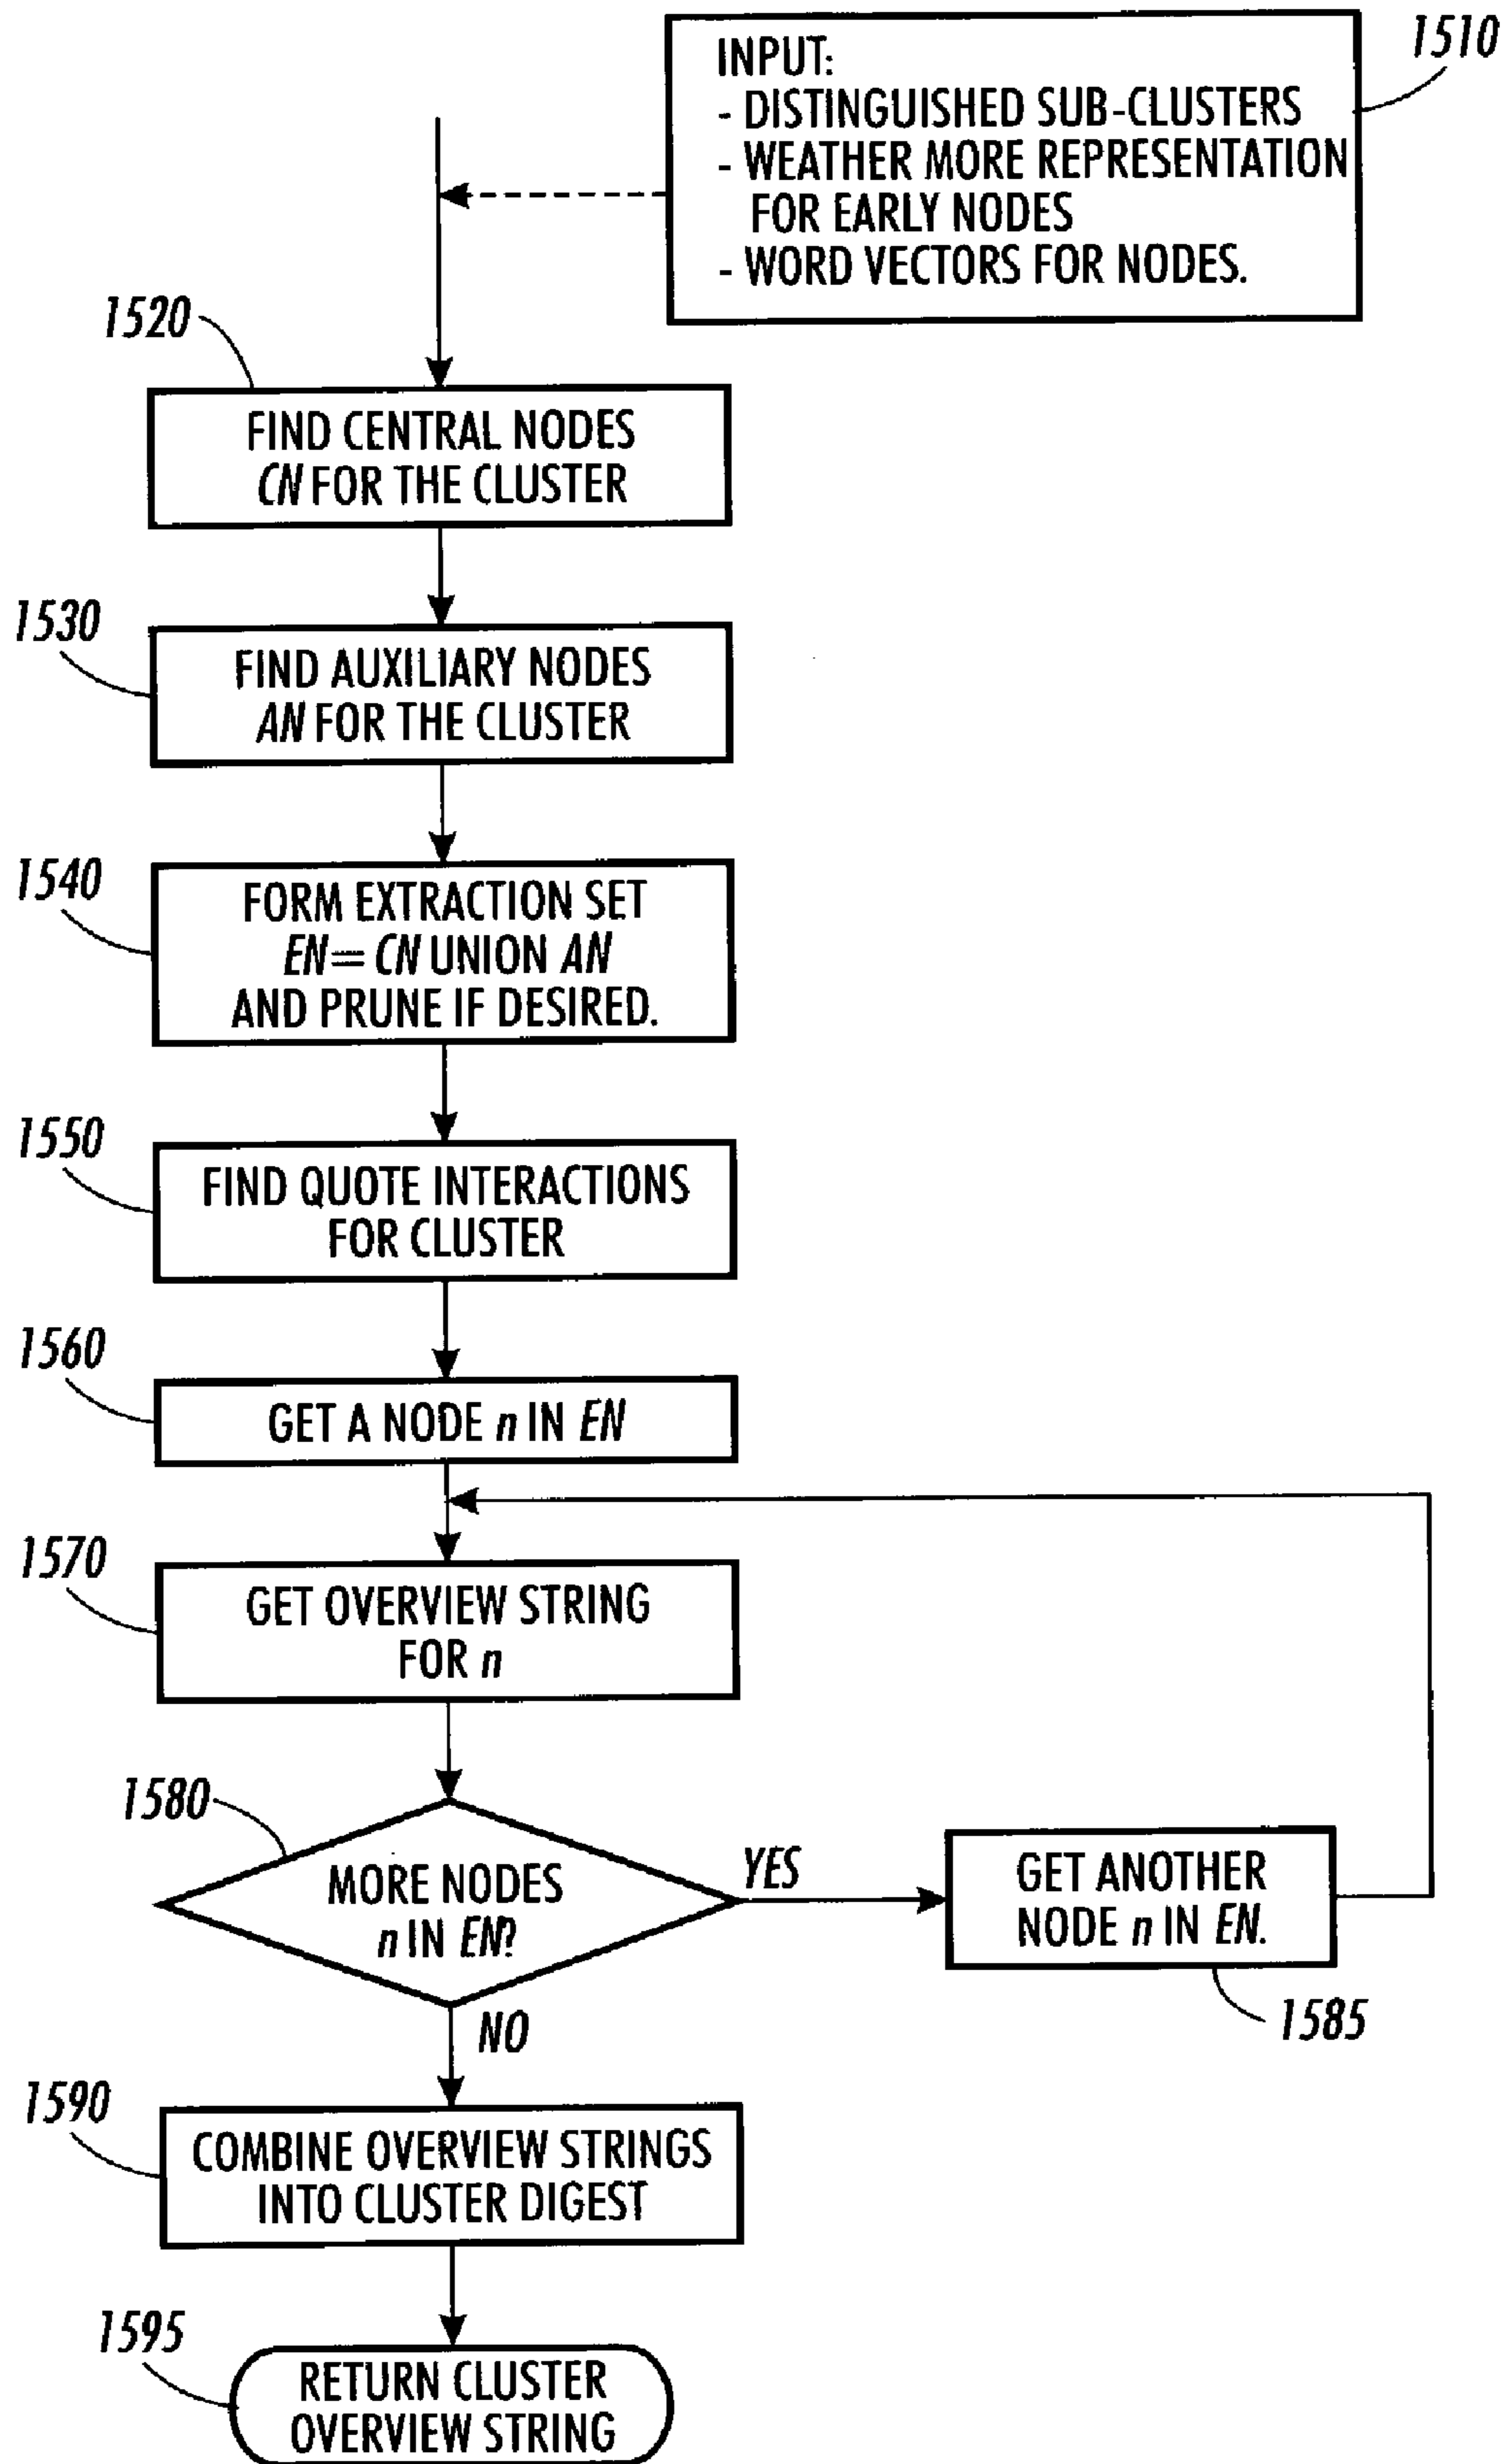 1510
INPUT:
- DISTINGUISHED SUB-CLUSTERS
- WEATHER MORE REPRESENTATION
FOR EARLY NODES
- WORD VECTORS FOR NODES.
1520
FIND CENTRAL NODES
CN FOR THE CLUSTER
1530
FIND AUXILIARY NODES
AN FOR THE CLUSTER
1540
FORM EXTRACTION SET
EN = CN UNION AN
AND PRUNE IF DESIRED.
1550
FIND QUOTE INTERACTIONS
FOR CLUSTER
1560
GET A NODE n IN EN
1570
GET OVERVIEW STRING
FOR n
1580
MORE NODES
n IN EN?
YES
GET ANOTHER
NODE n IN EN.
1585
NO
1590
COMBINE OVERVIEW STRINGS
INTO CLUSTER DIGEST
1595
RETURN CLUSTER
OVERVIEW STRING